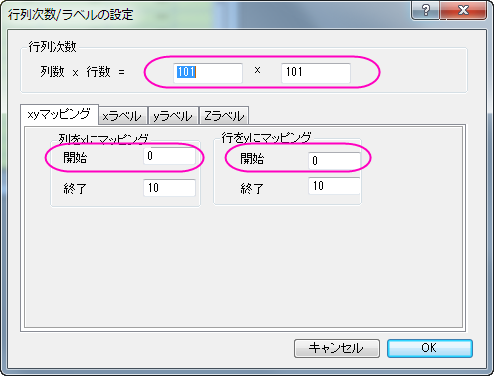 行列次数/ラベルの設定
行列次数
列数 x 行数 = 101 x 101
xyマッピング xラベル yラベル Zラベル
列をxにマッピング 行をyにマッピング
開始 0 開始 0
終了 10 終了 10
キャンセル OK